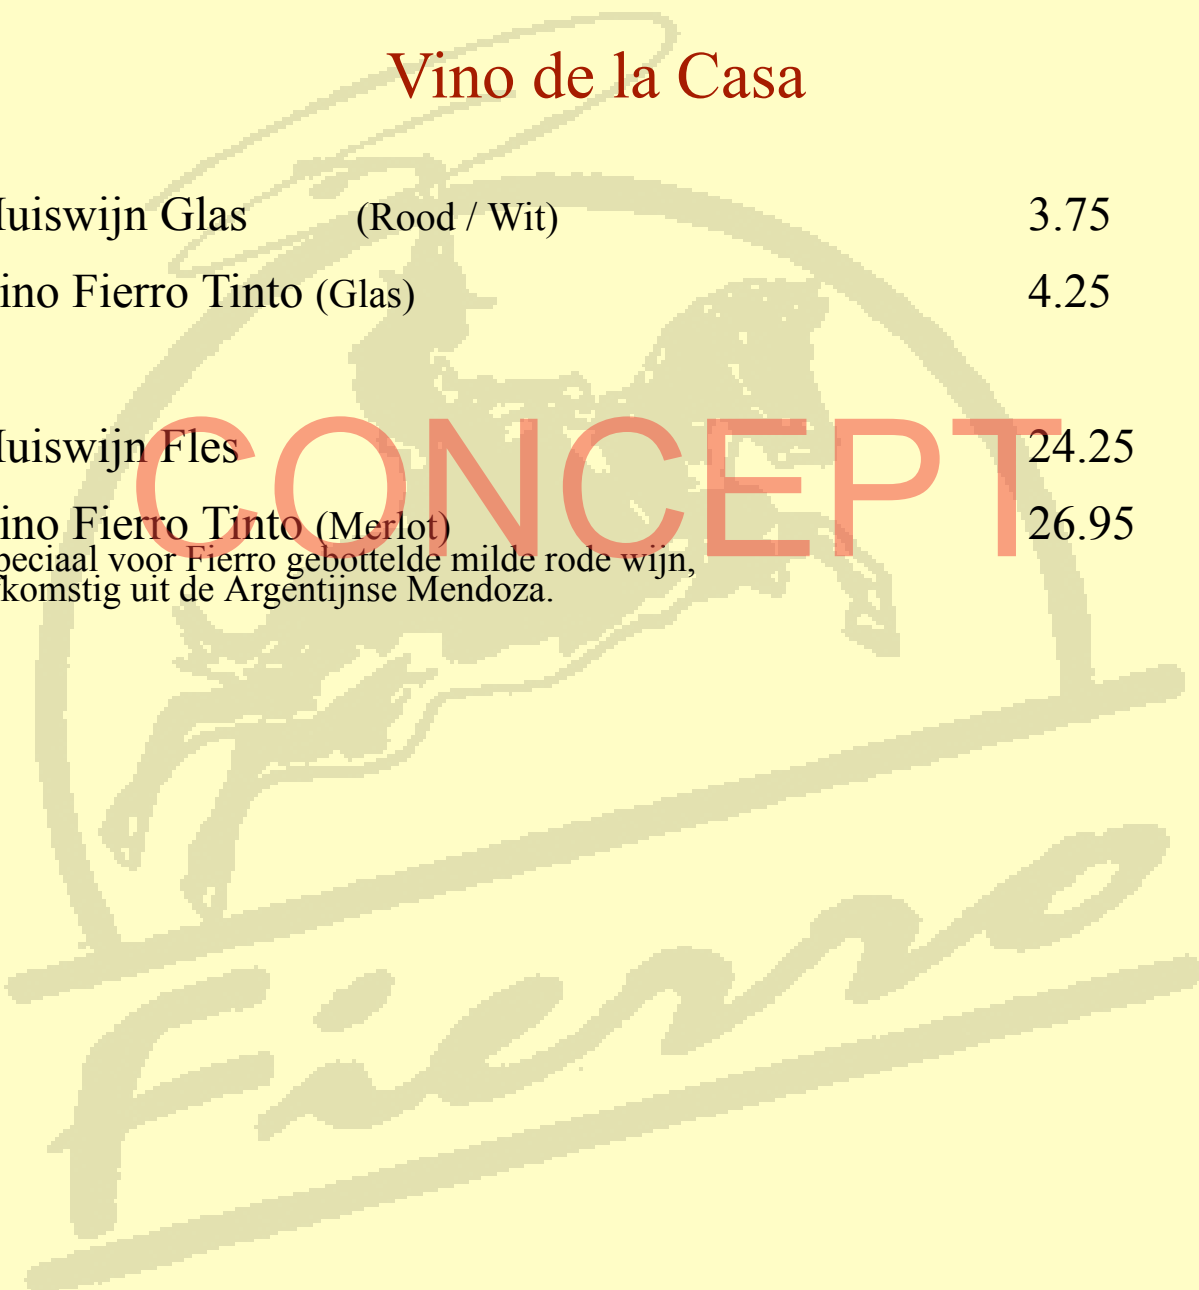 Vino de la Casa
uiswijn Glas (Rood / Wit) 3.75
ino Fierro Tinto (Glas) 4.25
uiswijn Fles 24.25
CONCEPT
ino Fierro Tinto (Merlot) 26.95
peciaal voor Fierro gebottelde milde rode wijn,
komstig uit de Argentijnse Mendoza.
Fierro